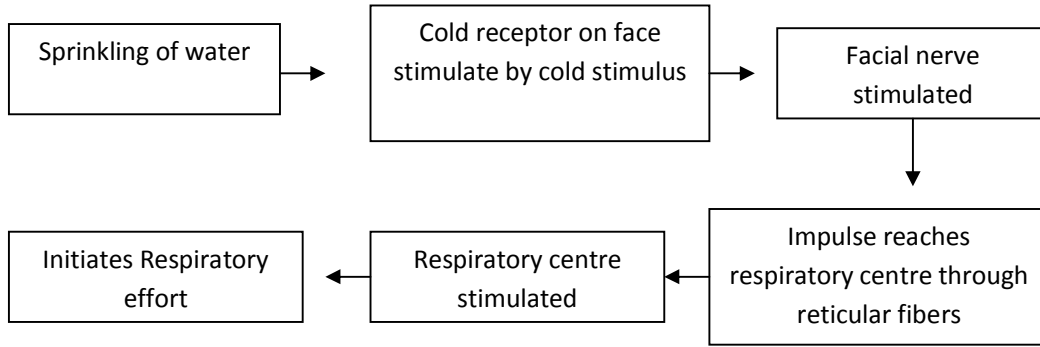 Sprinkling of water
Cold receptor on face
stimulate by cold stimulus
Facial nerve
stimulated
Impulse reaches
respiratory centre through
reticular fibers
Respiratory centre
stimulated
Initiates Respiratory
effort